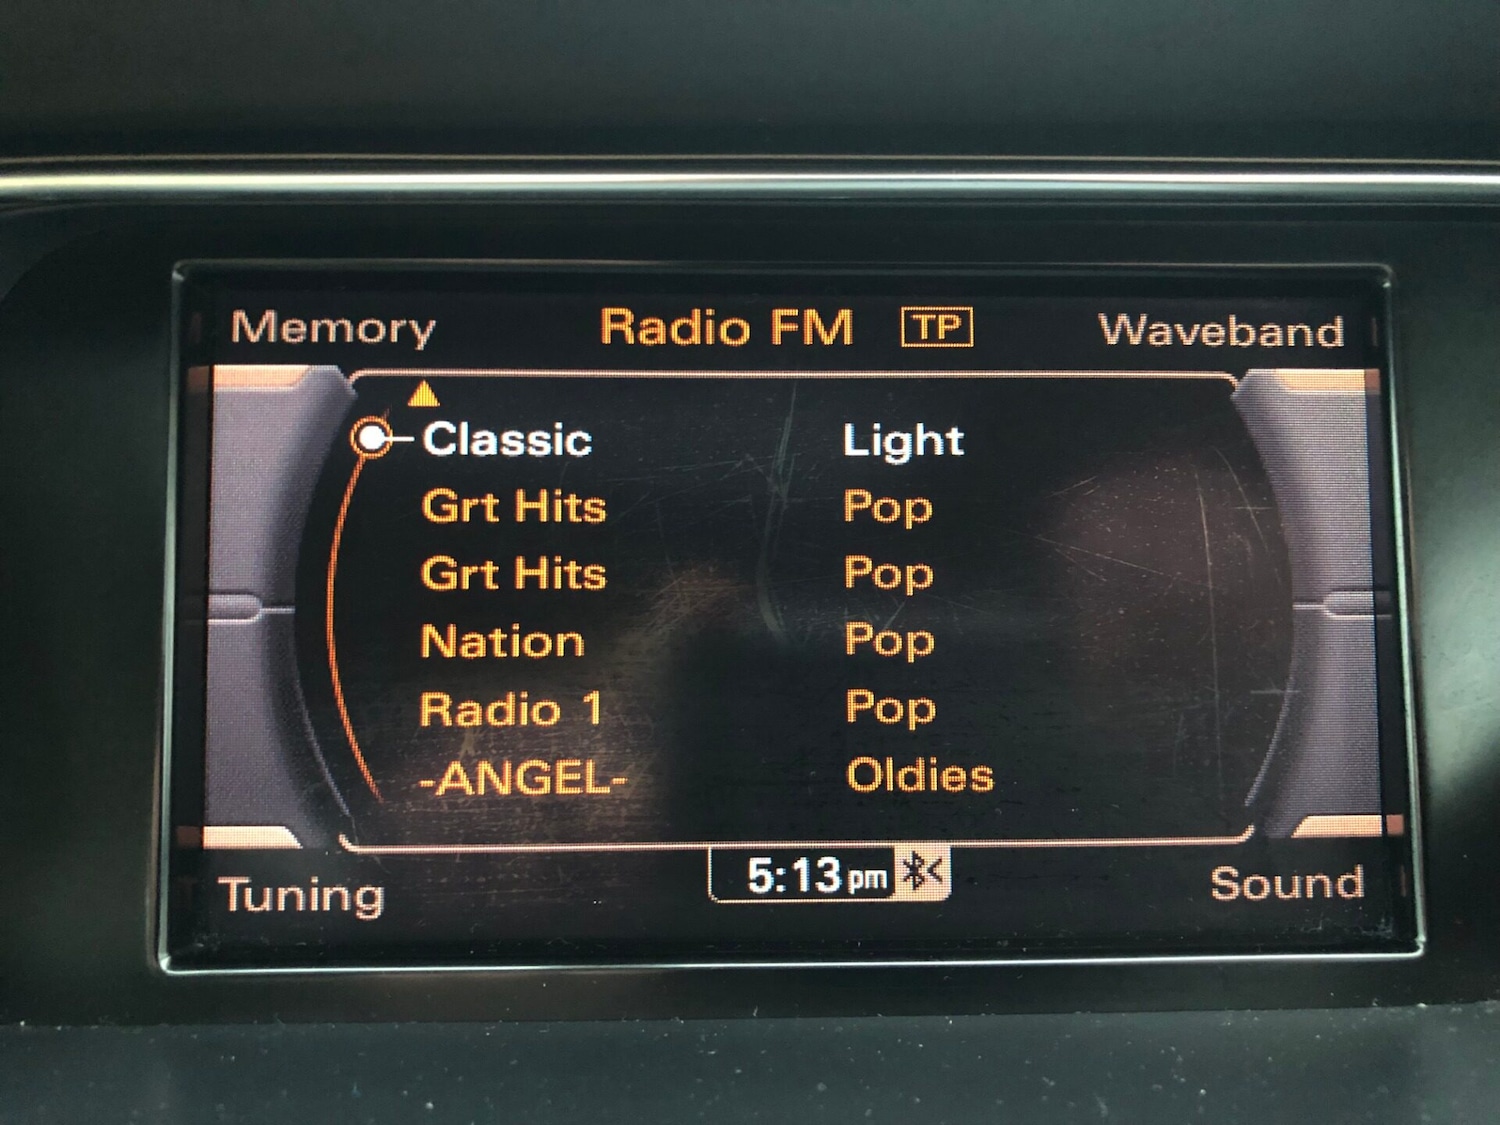 Memory Radio FM TP Waveband
Classic Light
Grt Hits Pop
Grt Hits Pop
Nation Pop
Radio 1 Pop
-ANGEL- Oldies
5:13pm
Tuning Sound